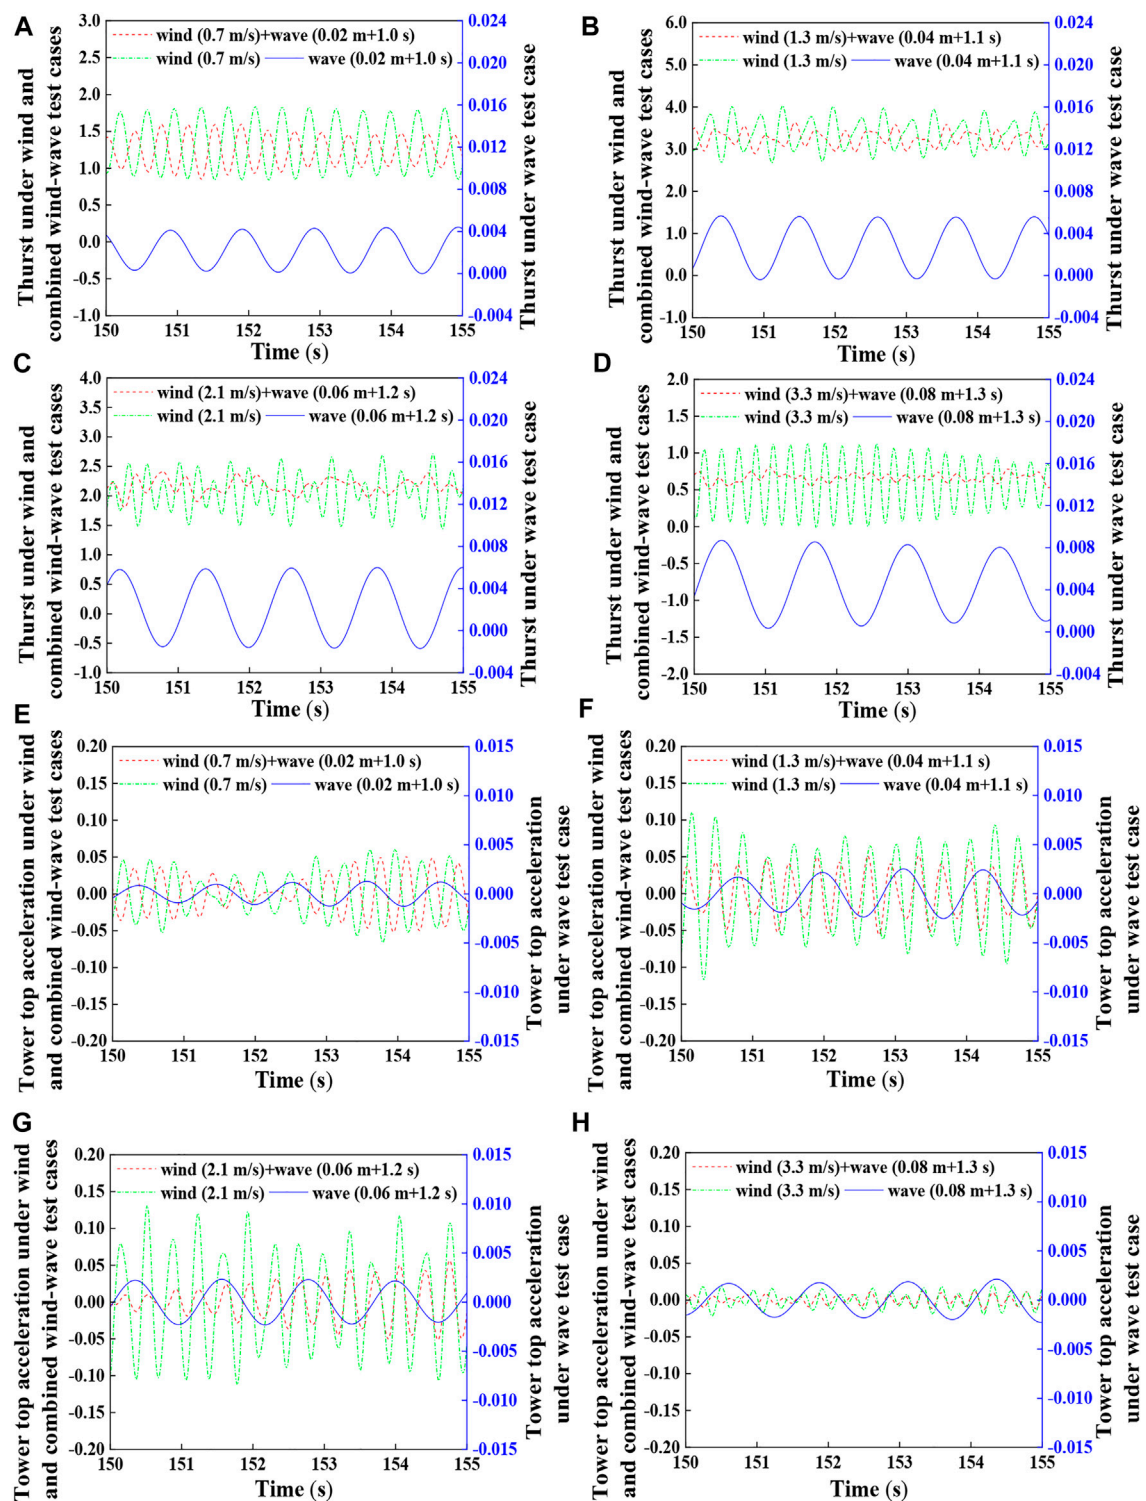 A
Thurst under wind and
combined wind-wave test cases
3.0
2.5
2.0
1.5
1.0
0.5
0.0
-0.5
-1.0
wind (0.7 m/s)+wave (0.02 m+1.0 s)
wind (0.7 m/s) wave (0.02 m+1.0 s)
0.024
0.020
0.016
0.012
0.008
0.004
0.000
-0.004
Thurst under wave test case
150 151 152 153 154 155
Time (s)
B
Thurst under wind and
combined wind-wave test cases
6.0
5.0
4.0
3.0
2.0
1.0
0.0
-1.0
wind (1.3 m/s)+wave (0.04 m+1.1 s)
wind (1.3 m/s) wave (0.04 m+1.1 s)
0.024
0.020
0.016
0.012
0.008
0.004
0.000
-0.004
Thurst under wave test case
150 151 152 153 154 155
Time (s)
C
Thurst under wind and
combined wind-wave test cases
4.0
3.5
3.0
2.5
2.0
1.5
1.0
0.5
0.0
-0.5
-1.0
wind (2.1 m/s)+wave (0.06 m+1.2 s)
wind (2.1 m/s) wave (0.06 m+1.2 s)
0.024
0.020
0.016
0.012
0.008
0.004
0.000
-0.004
Thurst under wave test case
150 151 152 153 154 155
Time (s)
D
Thurst under wind and
combined wind-wave test cases
2.0
1.5
1.0
0.5
0.0
-0.5
-1.0
-1.5
-2.0
wind (3.3 m/s)+wave (0.08 m+1.3 s)
wind (3.3 m/s) wave (0.08 m+1.3 s)
0.024
0.020
0.016
0.012
0.008
0.004
0.000
-0.004
Thurst under wave test case
150 151 152 153 154 155
Time (s)
E
Tower top acceleration under wind
and combined wind-wave test cases
0.20
0.15
0.10
0.05
0.00
-0.05
-0.10
-0.15
-0.20
wind (0.7 m/s)+wave (0.02 m+1.0 s)
wind (0.7 m/s) wave (0.02 m+1.0 s)
0.015
0.010
0.005
0.000
-0.005
-0.010
-0.015
Tower top acceleration
under wave test case
150 151 152 153 154 155
Time (s)
F
Tower top acceleration under wind
and combined wind-wave test cases
0.20
0.15
0.10
0.05
0.00
-0.05
-0.10
-0.15
-0.20
wind (1.3 m/s)+wave (0.04 m+1.1 s)
wind (1.3 m/s) wave (0.04 m+1.1 s)
0.015
0.010
0.005
0.000
-0.005
-0.010
-0.015
Tower top acceleration
under wave test case
150 151 152 153 154 155
Time (s)
G
Tower top acceleration under wind
and combined wind-wave test cases
0.20
0.15
0.10
0.05
0.00
-0.05
-0.10
-0.15
-0.20
wind (2.1 m/s)+wave (0.06 m+1.2 s)
wind (2.1 m/s) wave (0.06 m+1.2 s)
0.015
0.010
0.005
0.000
-0.005
-0.010
-0.015
Tower top acceleration
under wave test case
150 151 152 153 154 155
Time (s)
H
Tower top acceleration under wind
and combined wind-wave test cases
0.20
0.15
0.10
0.05
0.00
-0.05
-0.10
-0.15
-0.20
wind (3.3 m/s)+wave (0.08 m+1.3 s)
wind (3.3 m/s) wave (0.08 m+1.3 s)
0.015
0.010
0.005
0.000
-0.005
-0.010
-0.015
Tower top acceleration
under wave test case
150 151 152 153 154 155
Time (s)